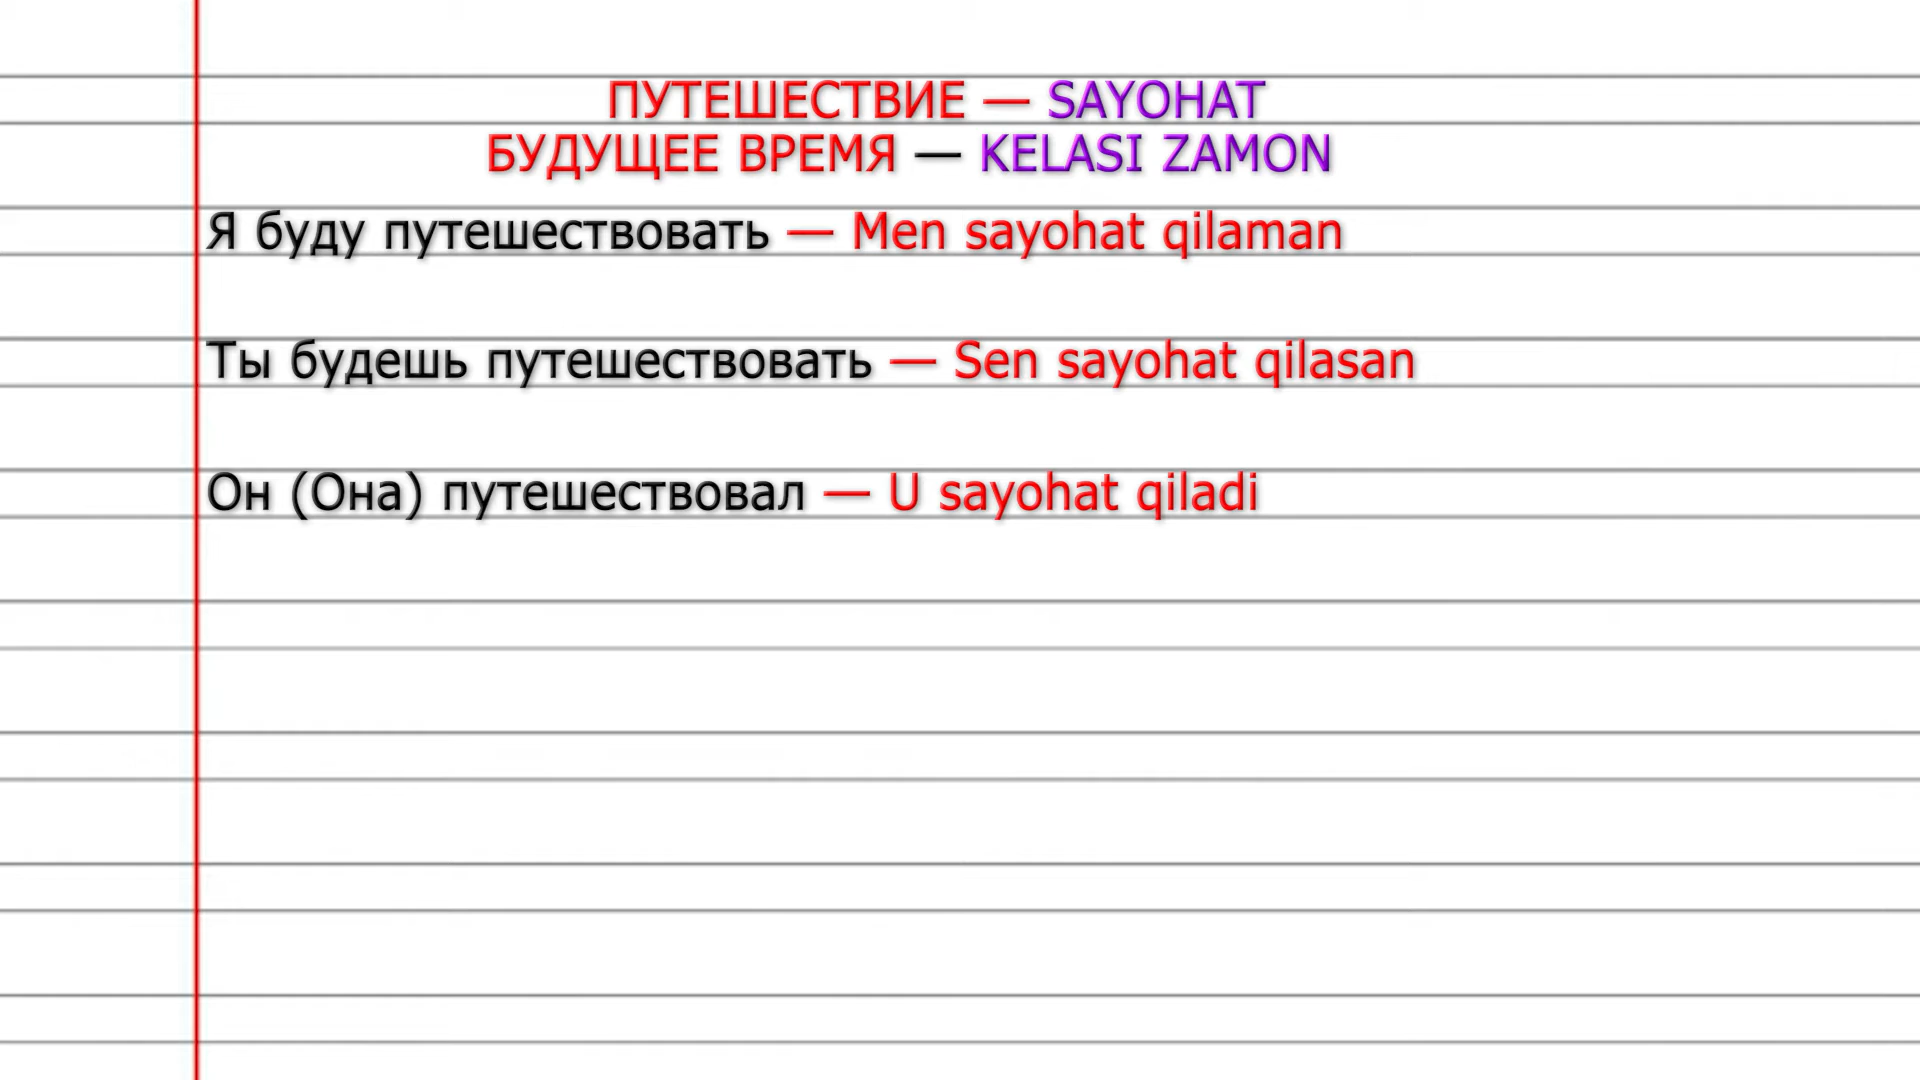 ПУТЕШЕСТВИЕ — SAYOHAT
БУДУЩЕЕ ВРЕМЯ — KELASI ZAMON
Я буду путешествовать — Men sayohat qilaman
Ты будешь путешествовать — Sen sayohat qilasan
Он (Она) путешествовал — U sayohat qiladi